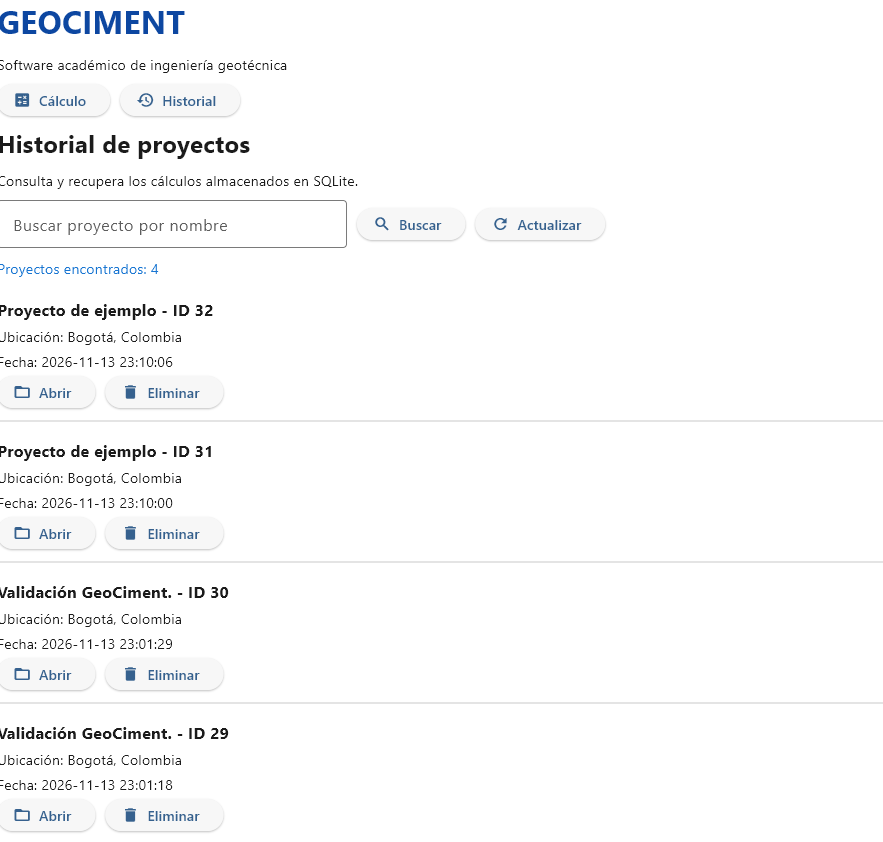 GEOCIMENT
Software académico de ingeniería geotécnica
Cálculo Historial
Historial de proyectos
Consulta y recupera los cálculos almacenados en SQLite.
Buscar proyecto por nombre Buscar Actualizar
Proyectos encontrados: 4
Proyecto de ejemplo - ID 32
Ubicación: Bogotá, Colombia
Fecha: 2026-11-13 23:10:06
Abrir Eliminar
Proyecto de ejemplo - ID 31
Ubicación: Bogotá, Colombia
Fecha: 2026-11-13 23:10:00
Abrir Eliminar
Validación GeoCiment. - ID 30
Ubicación: Bogotá, Colombia
Fecha: 2026-11-13 23:01:29
Abrir Eliminar
Validación GeoCiment. - ID 29
Ubicación: Bogotá, Colombia
Fecha: 2026-11-13 23:01:18
Abrir Eliminar